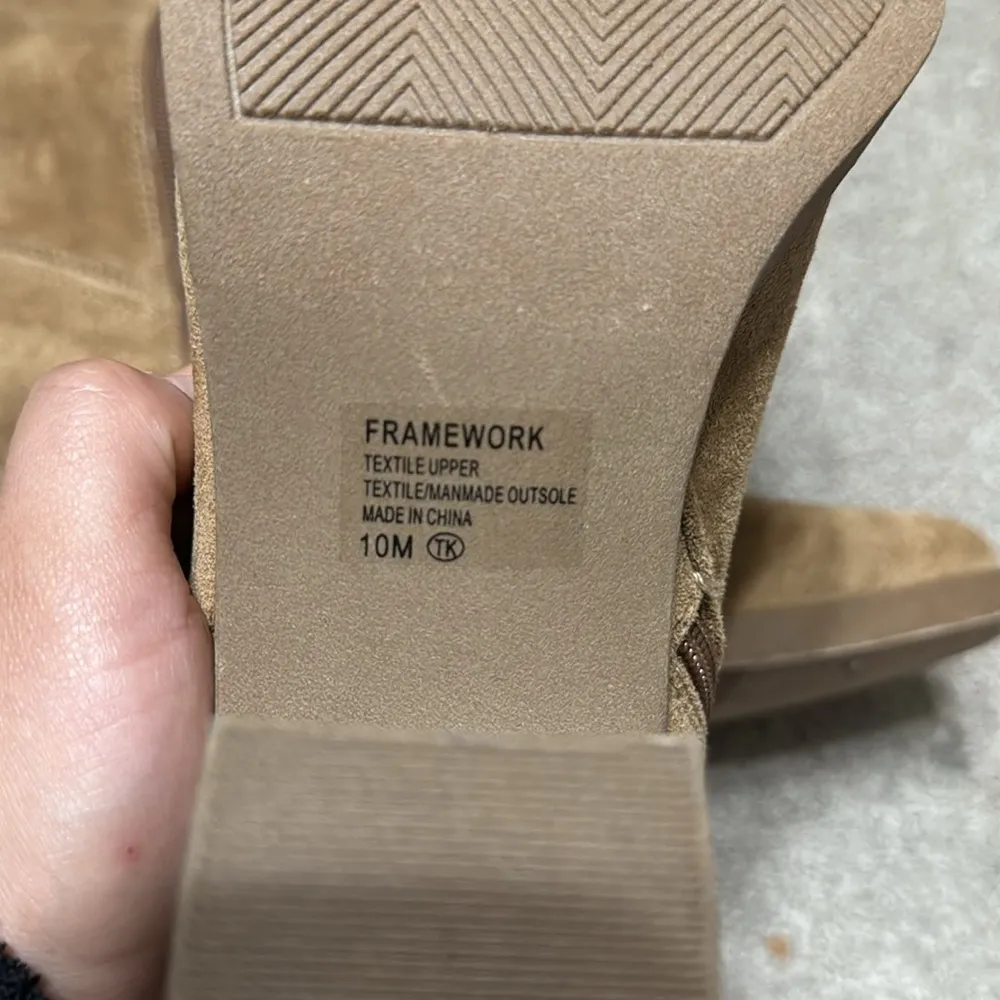 FRAMEWORK
TEXTILE UPPER
TEXTILE/MANMADE OUTSOLE
MADE IN CHINA
10M TK